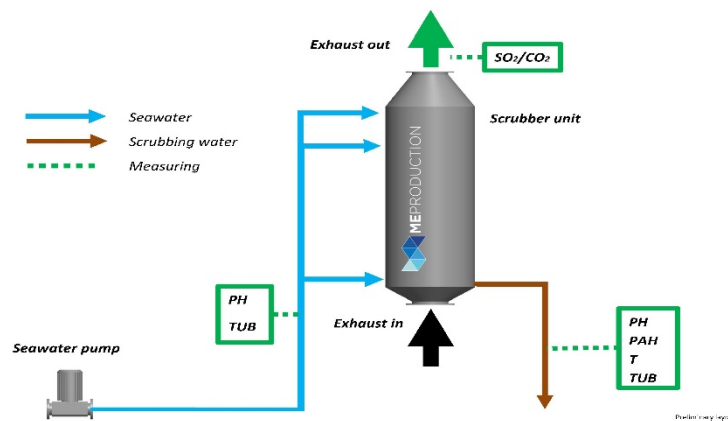 Exhaust out
SO₂/CO₂
Seawater
Scrubber unit
Scrubbing water
Measuring
MEPRODUCTION
PH
TUB
Exhaust in
PH
PAH
T
TUB
Seawater pump
Preliminary